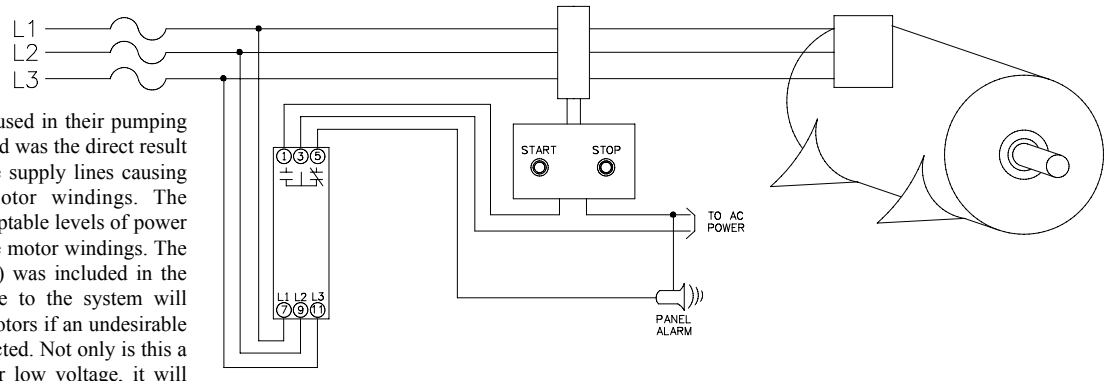 L1
L2
L3
used in their pumping
d was the direct result
e supply lines causing
otor windings. The
ptable levels of power
e motor windings. The
) was included in the
e to the system will
otors if an undesirable
cted. Not only is this a
r low voltage, it will
1 3 5
START STOP
TO AC
POWER
L1 L2 L3
7 9 11
PANEL
ALARM